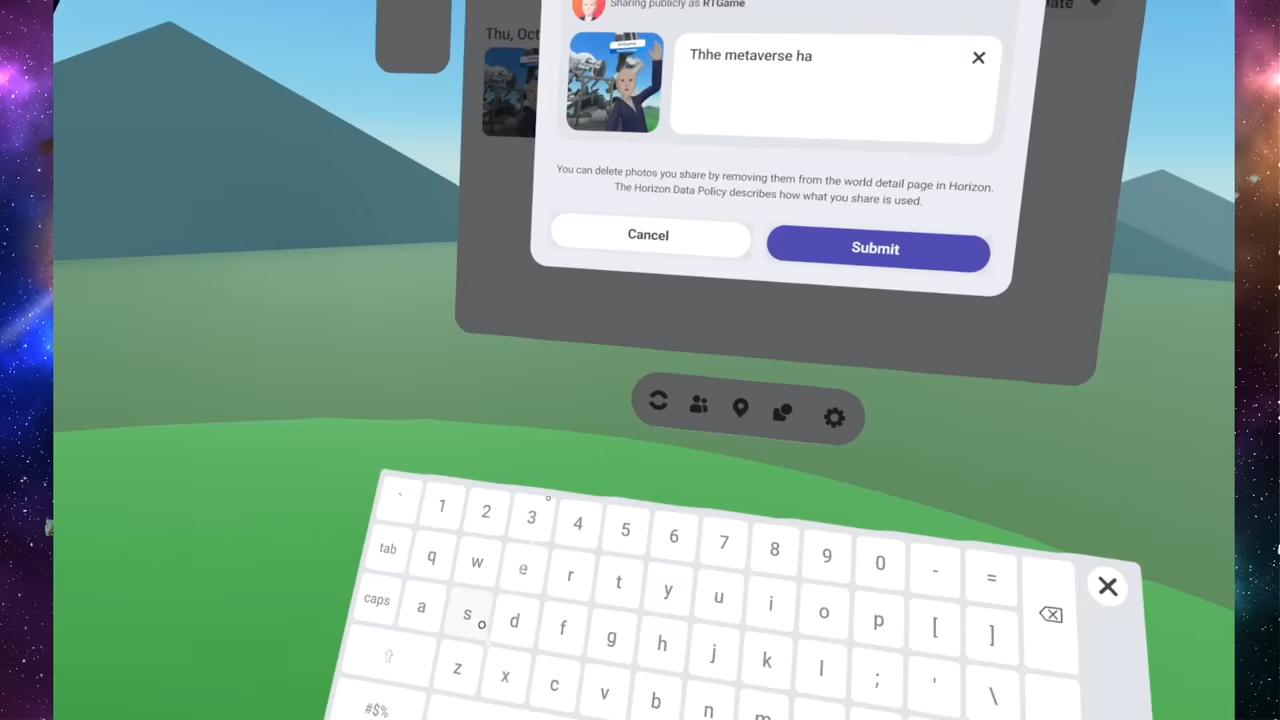 Sharing publicly as RTGame
Thu, Oct
Thhe metaverse ha
You can delete photos you share by removing them from the world detail page in Horizon.
The Horizon Data Policy describes how what you share is used.
Cancel
Submit
` 1 2 3 4 5 6 7 8 9 0 - =
tab q w e r t y u i o p [ ]
caps a s d f g h j k l ; ' \
z x c v b n m
#$%